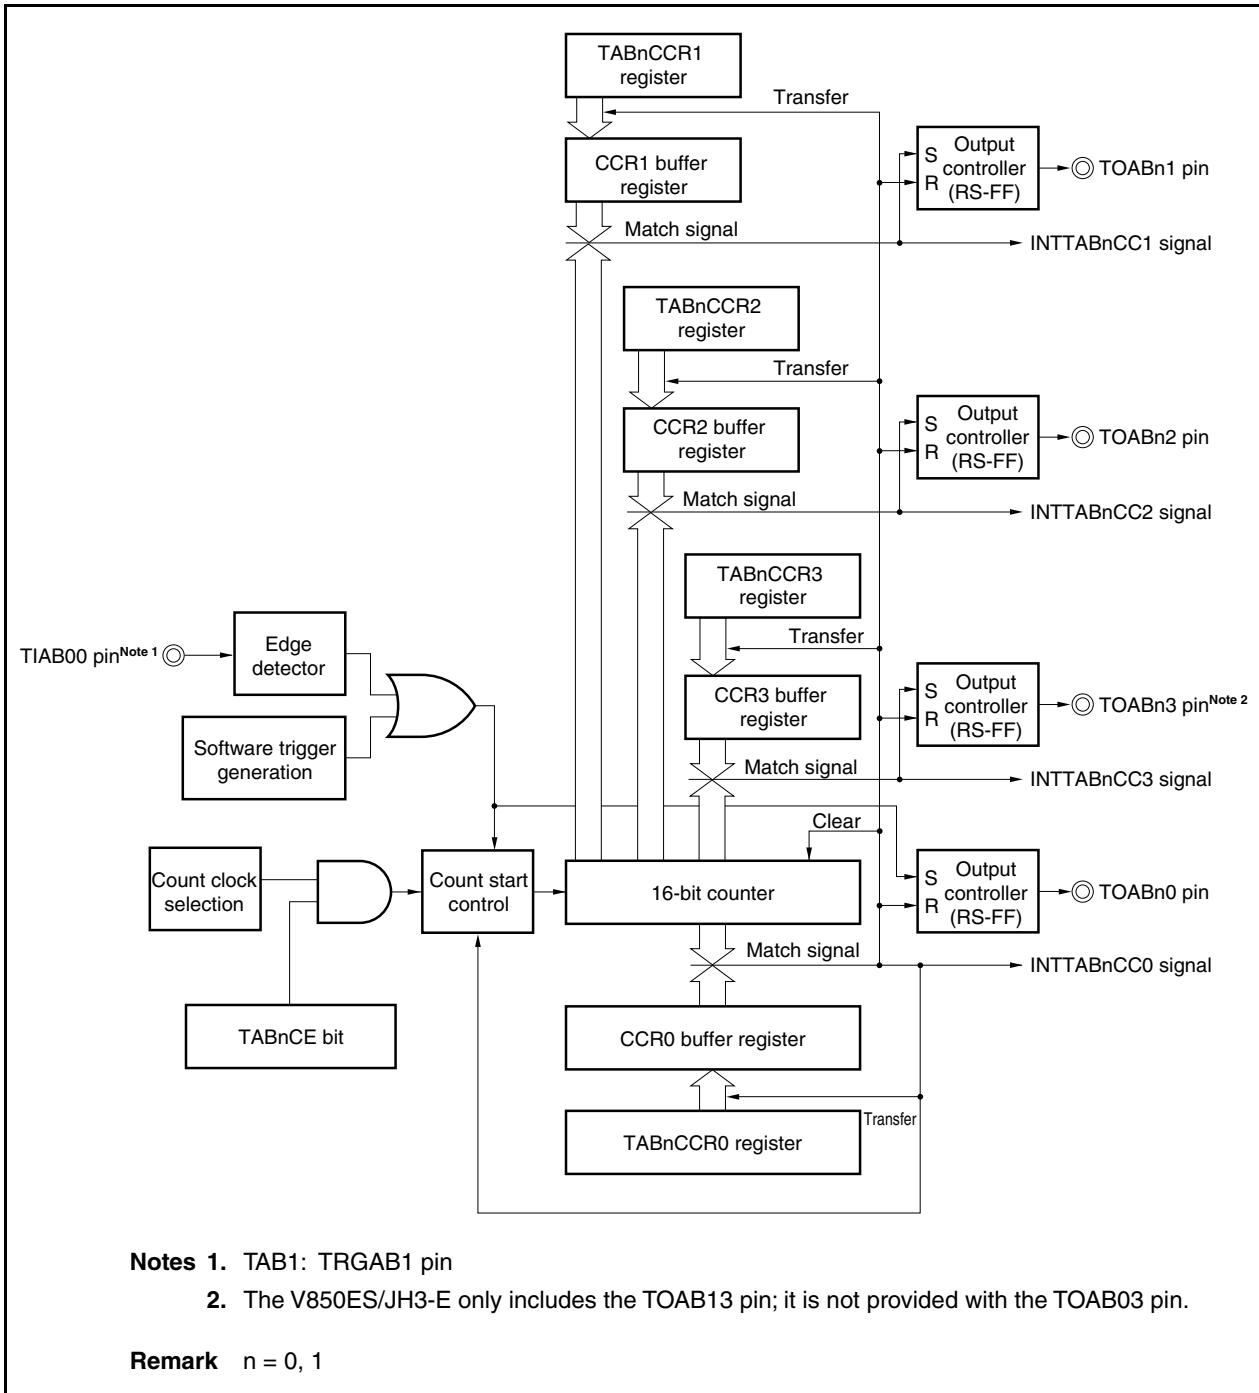 TABnCCR1
register
Transfer
CCR1 buffer
register
S
R
Output
controller
(RS-FF)
TOABn1 pin
Match signal
INTTABnCC1 signal
TABnCCR2
register
Transfer
CCR2 buffer
register
S
R
Output
controller
(RS-FF)
TOABn2 pin
Match signal
INTTABnCC2 signal
TABnCCR3
register
Transfer
TIAB00 pinNote 1
Edge
detector
CCR3 buffer
register
S
R
Output
controller
(RS-FF)
TOABn3 pinNote 2
Software trigger
generation
Match signal
INTTABnCC3 signal
Clear
Count clock
selection
Count start
control
16-bit counter
S
R
Output
controller
(RS-FF)
TOABn0 pin
Match signal
INTTABnCC0 signal
TABnCE bit
CCR0 buffer register
Transfer
TABnCCR0 register
Notes 1. TAB1: TRGAB1 pin
2. The V850ES/JH3-E only includes the TOAB13 pin; it is not provided with the TOAB03 pin.
Remark n = 0, 1